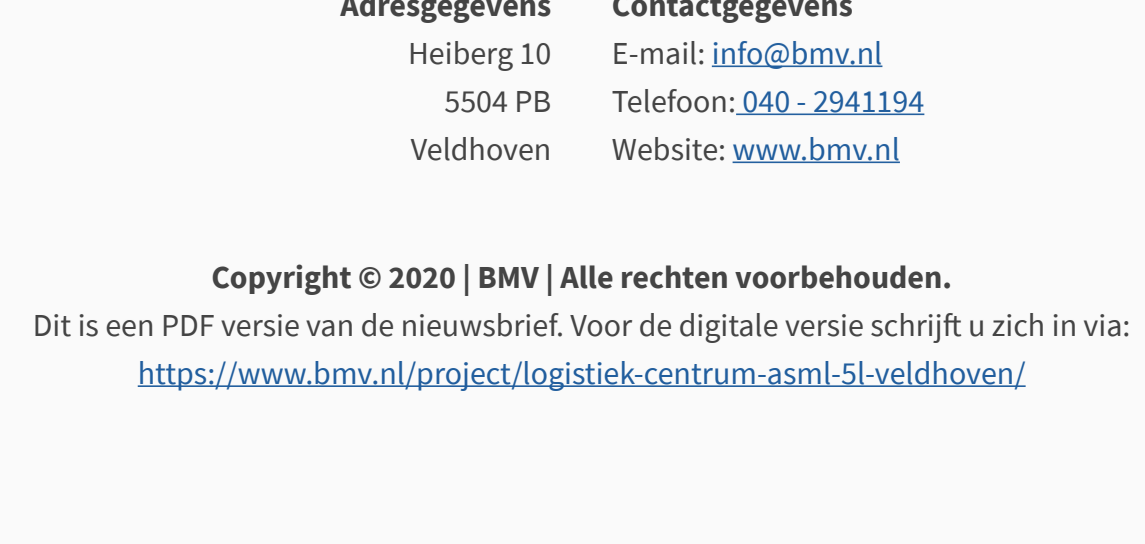 Adresgegevens
Heiberg 10
5504 PB
Veldhoven
Contactgegevens
E-mail: info@bmv.nl
Telefoon: 040 - 2941194
Website: www.bmv.nl
Copyright © 2020 | BMV | Alle rechten voorbehouden.
Dit is een PDF versie van de nieuwsbrief. Voor de digitale versie schrijft u zich in via:
https://www.bmv.nl/project/logistiek-centrum-asml-5l-veldhoven/